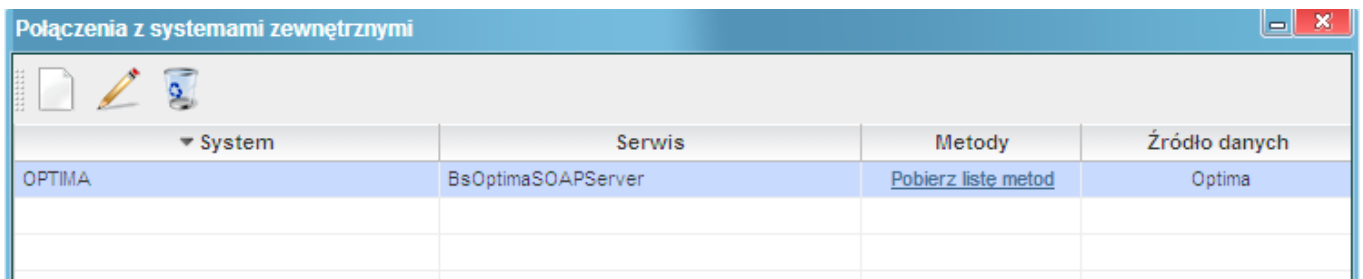 Połączenia z systemami zewnętrznymi
System Serwis Metody Źródło danych
OPTIMA BsOptimaSOAPServer Pobierz listę metod Optima